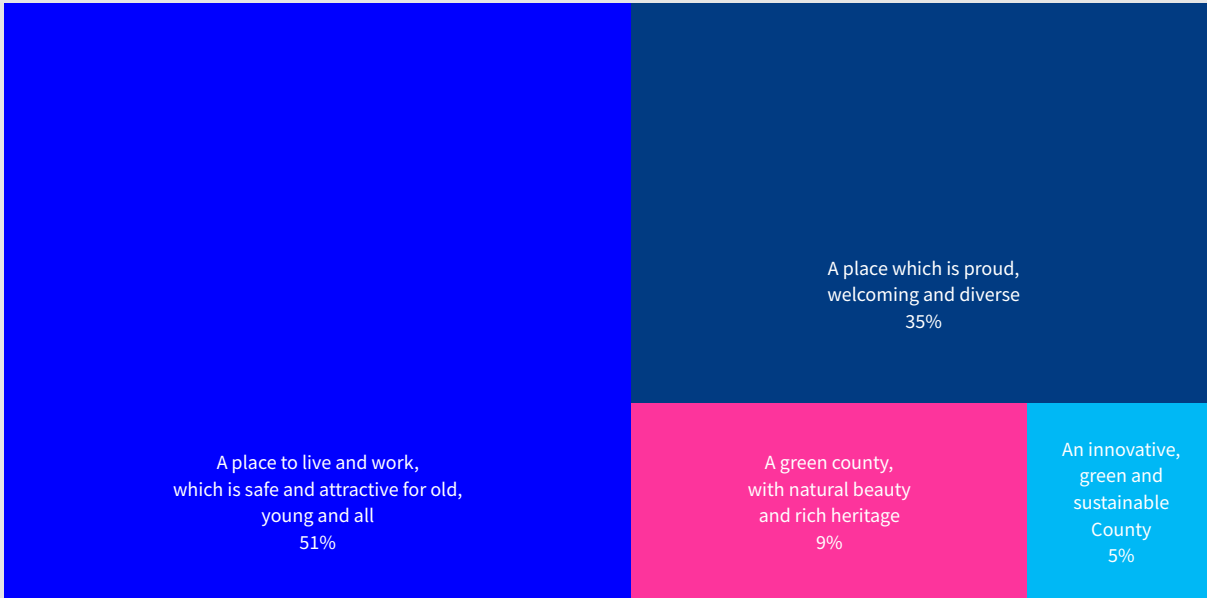 A place to live and work,
which is safe and attractive for old,
young and all
51%
A place which is proud,
welcoming and diverse
35%
A green county,
with natural beauty
and rich heritage
9%
An innovative,
green and
sustainable
County
5%